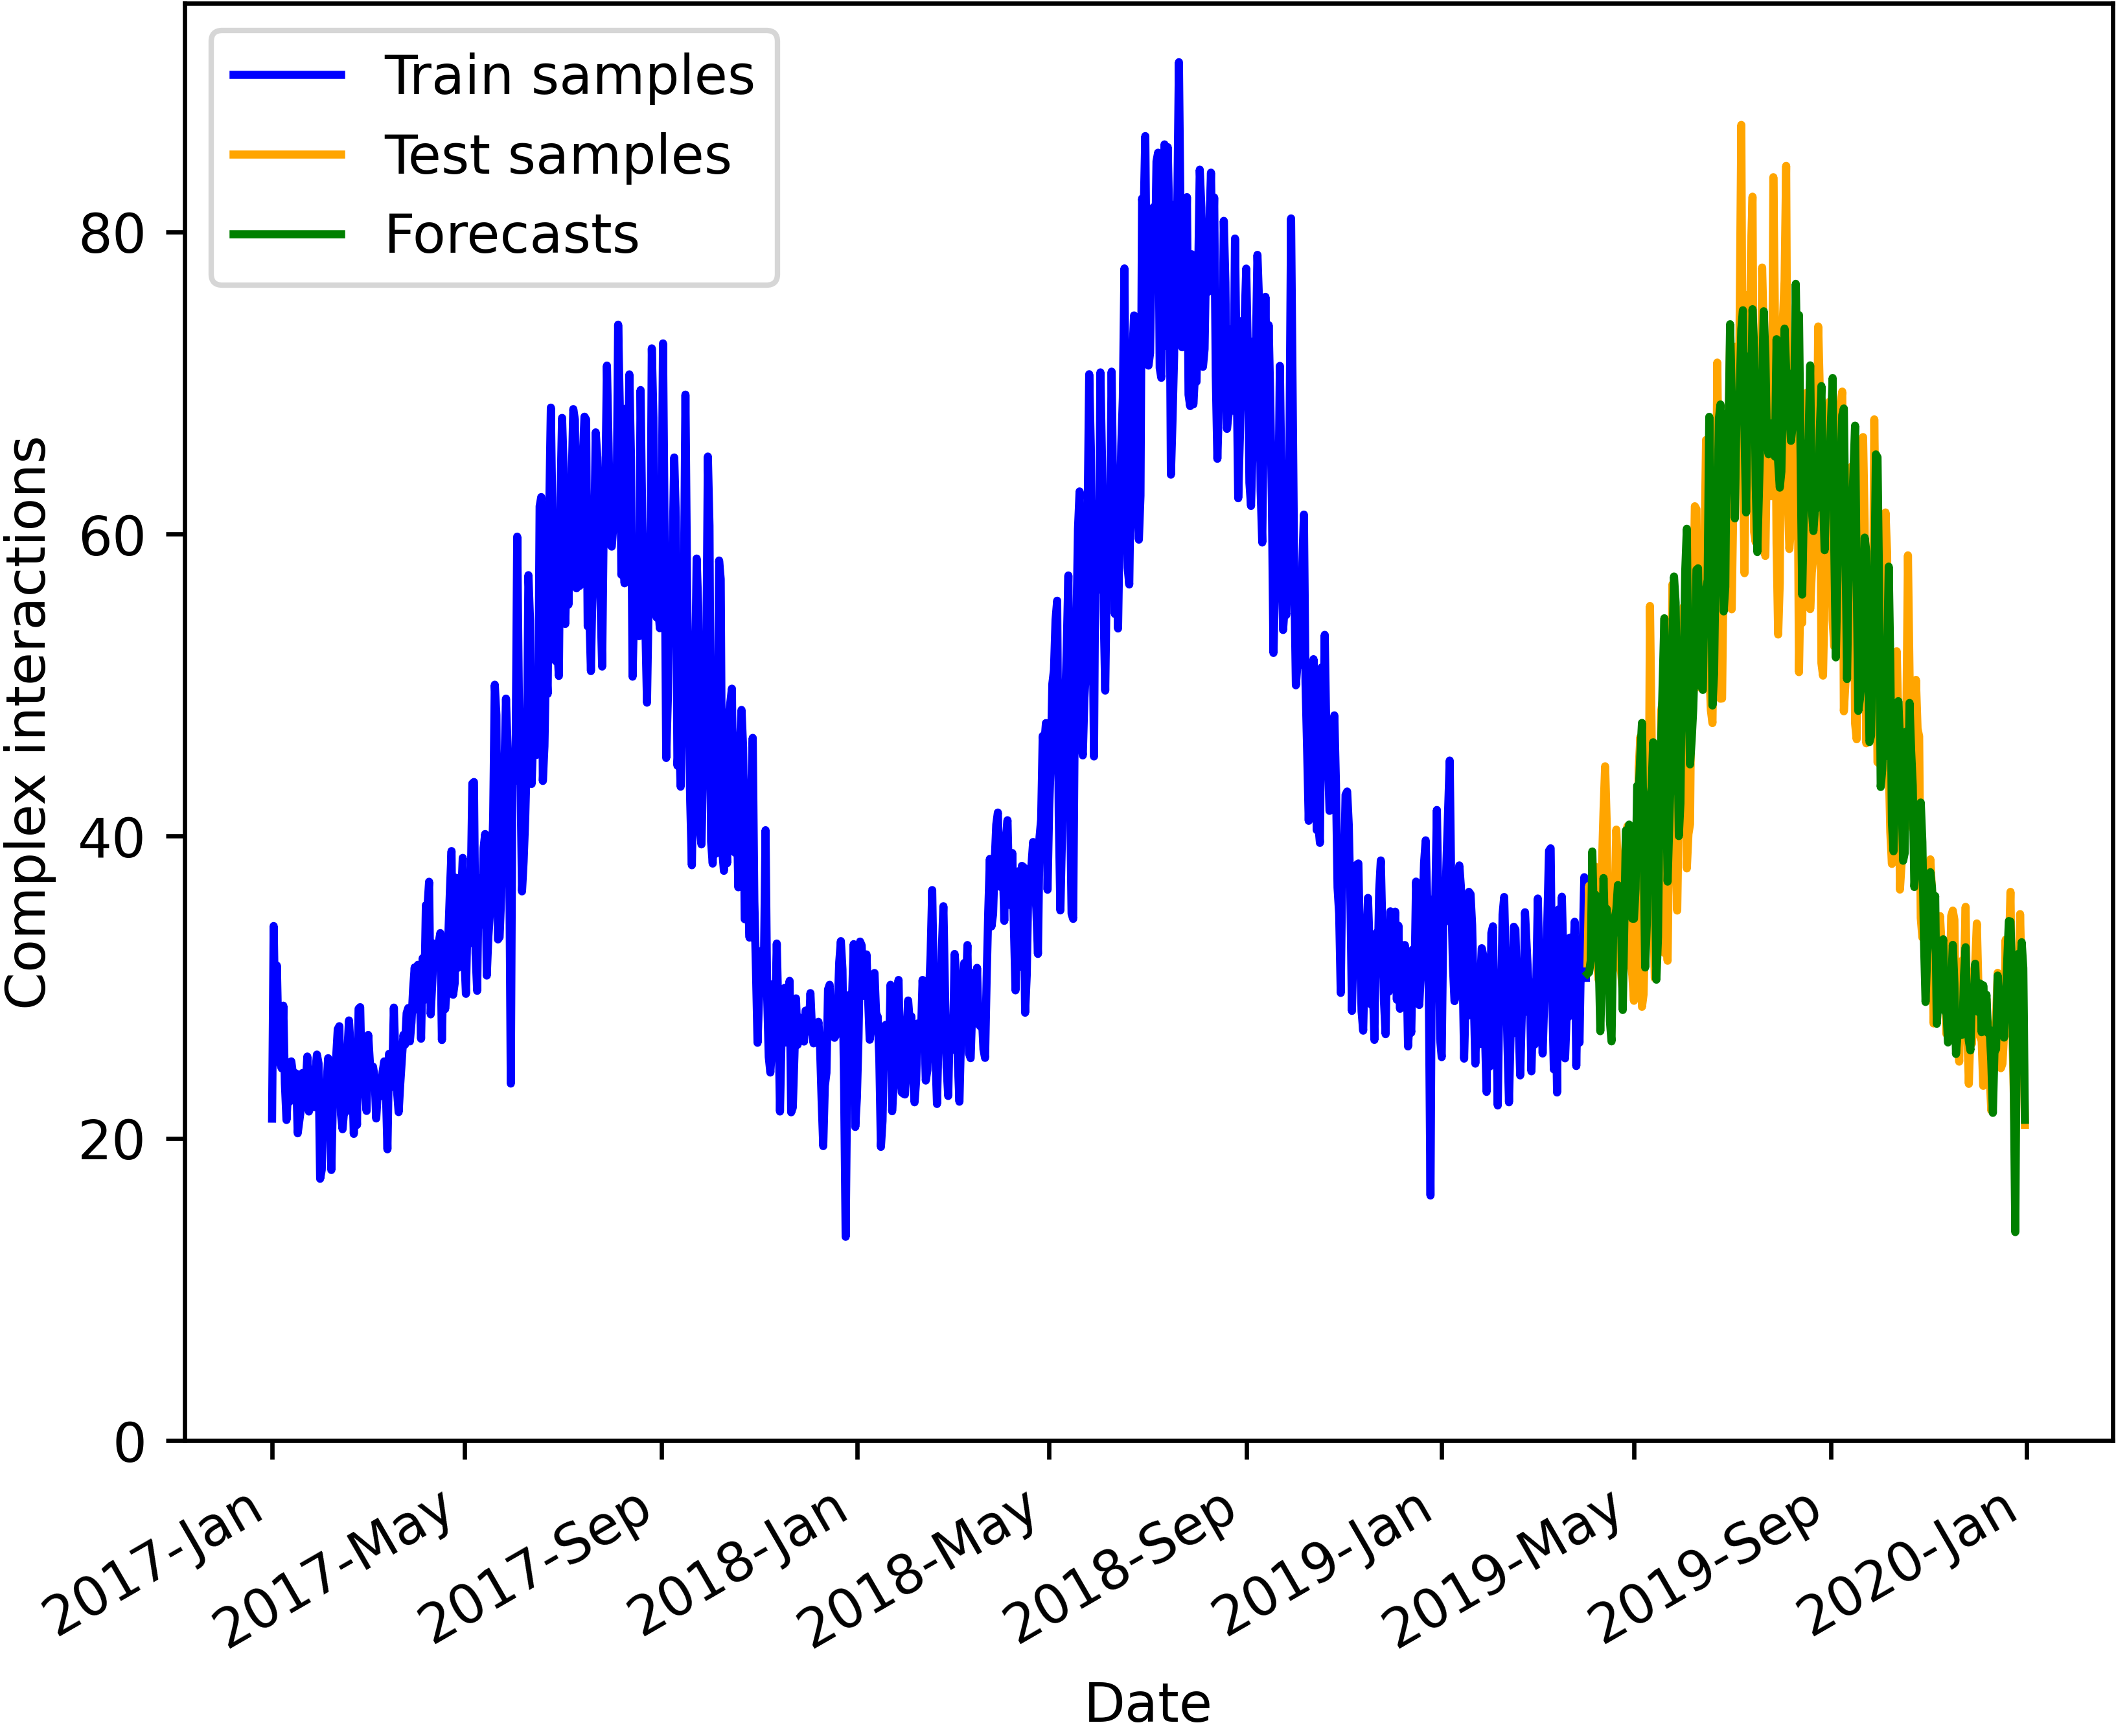 Train samples
Test samples
Forecasts
Complex interactions
80
60
40
20
0
2017-Jan
2017-May
2017-Sep
2018-Jan
2018-May
2018-Sep
2019-Jan
2019-May
2019-Sep
2020-Jan
Date